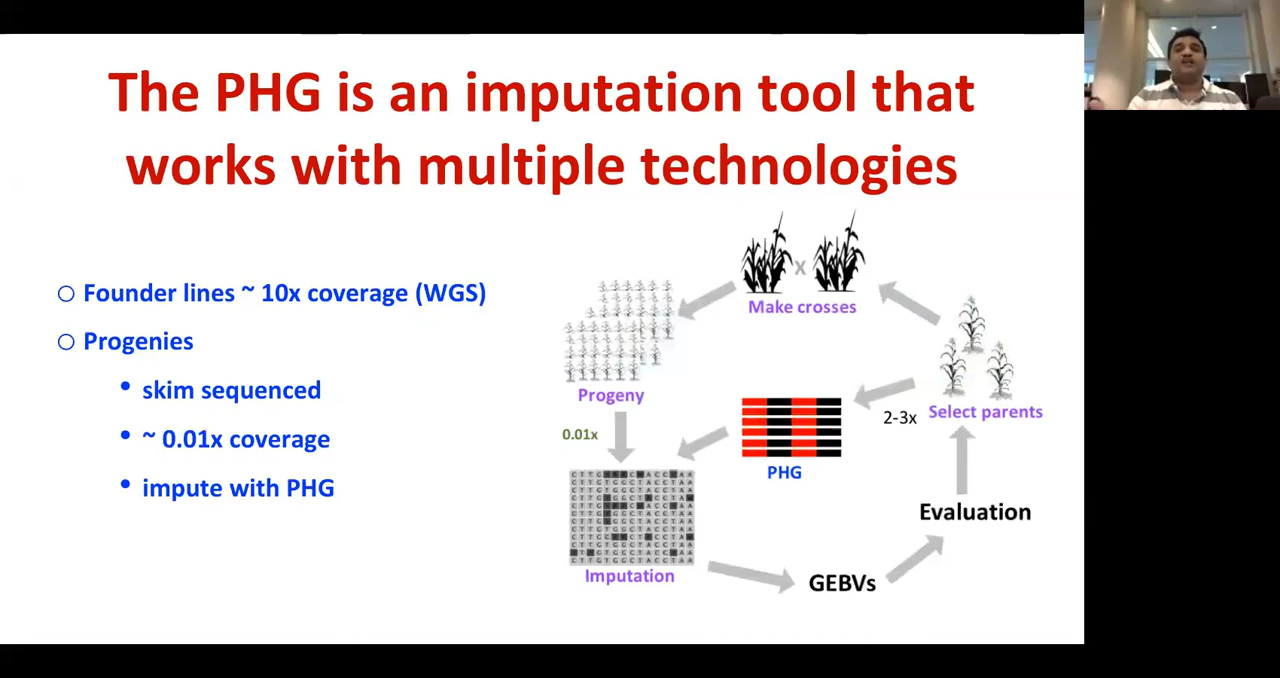 The PHG is an imputation tool that
works with multiple technologies
Founder lines ~ 10x coverage (WGS)
Progenies
skim sequenced
~ 0.01x coverage
impute with PHG
x
Make crosses
Progeny
0.01x
2-3x
Select parents
PHG
Evaluation
Imputation
GEBVs